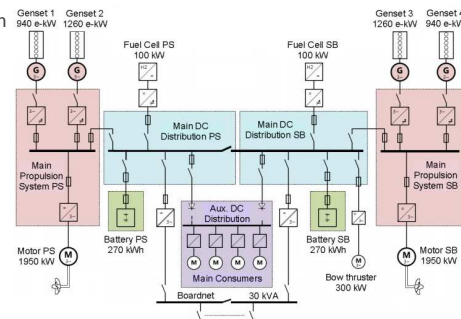 n
Genset 1
940 e-kW
Genset 2
1260 e-kW
Fuel Cell PS
100 kW
Fuel Cell SB
100 kW
Genset 3
1260 e-kW
Genset 4
940 e-kW
G
G
G
G
H2
H2
Main DC
Distribution PS
Main DC
Distribution SB
Main
Propulsion
System PS
Main
Propulsion
System SB
Aux. DC
Distribution
Battery PS
270 kWh
Battery SB
270 kWh
M
M
M
M
Main Consumers
M
Motor PS
1950 kW
M
Bow thruster
300 kW
M
Motor SB
1950 kW
Boardnet
30 kVA